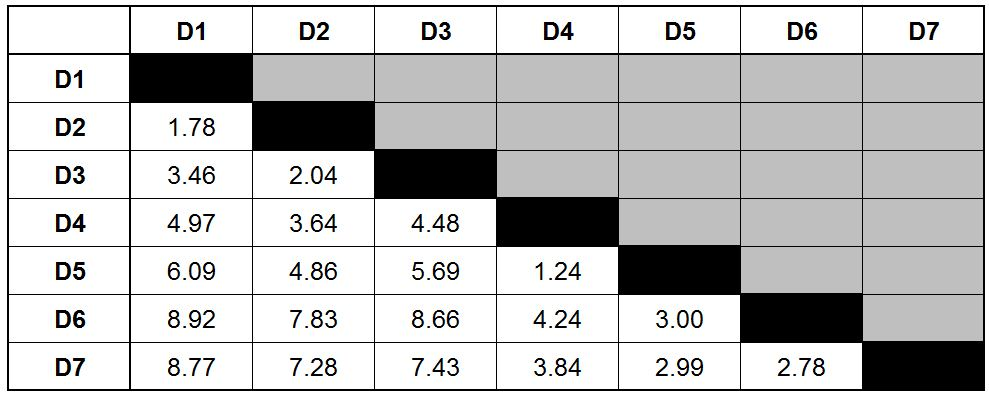 D1 D2 D3 D4 D5 D6 D7
D1
D2 1.78
D3 3.46 2.04
D4 4.97 3.64 4.48
D5 6.09 4.86 5.69 1.24
D6 8.92 7.83 8.66 4.24 3.00
D7 8.77 7.28 7.43 3.84 2.99 2.78